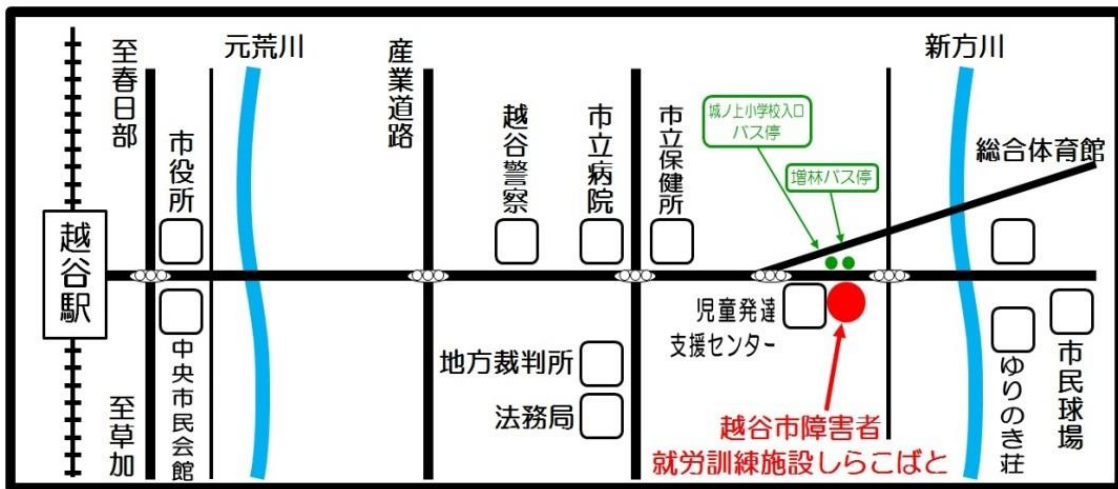 至春日部
元荒川
産業道路
新方川
城ノ上小学校入口
バス停
増林バス停
総合体育館
市役所
越谷警察
市立病院
市立保健所
越谷駅
中央市民会館
児童発達
支援センター
地方裁判所
法務局
ゆりのき荘
市民球場
至草加
越谷市障害者
就労訓練施設しらこばと